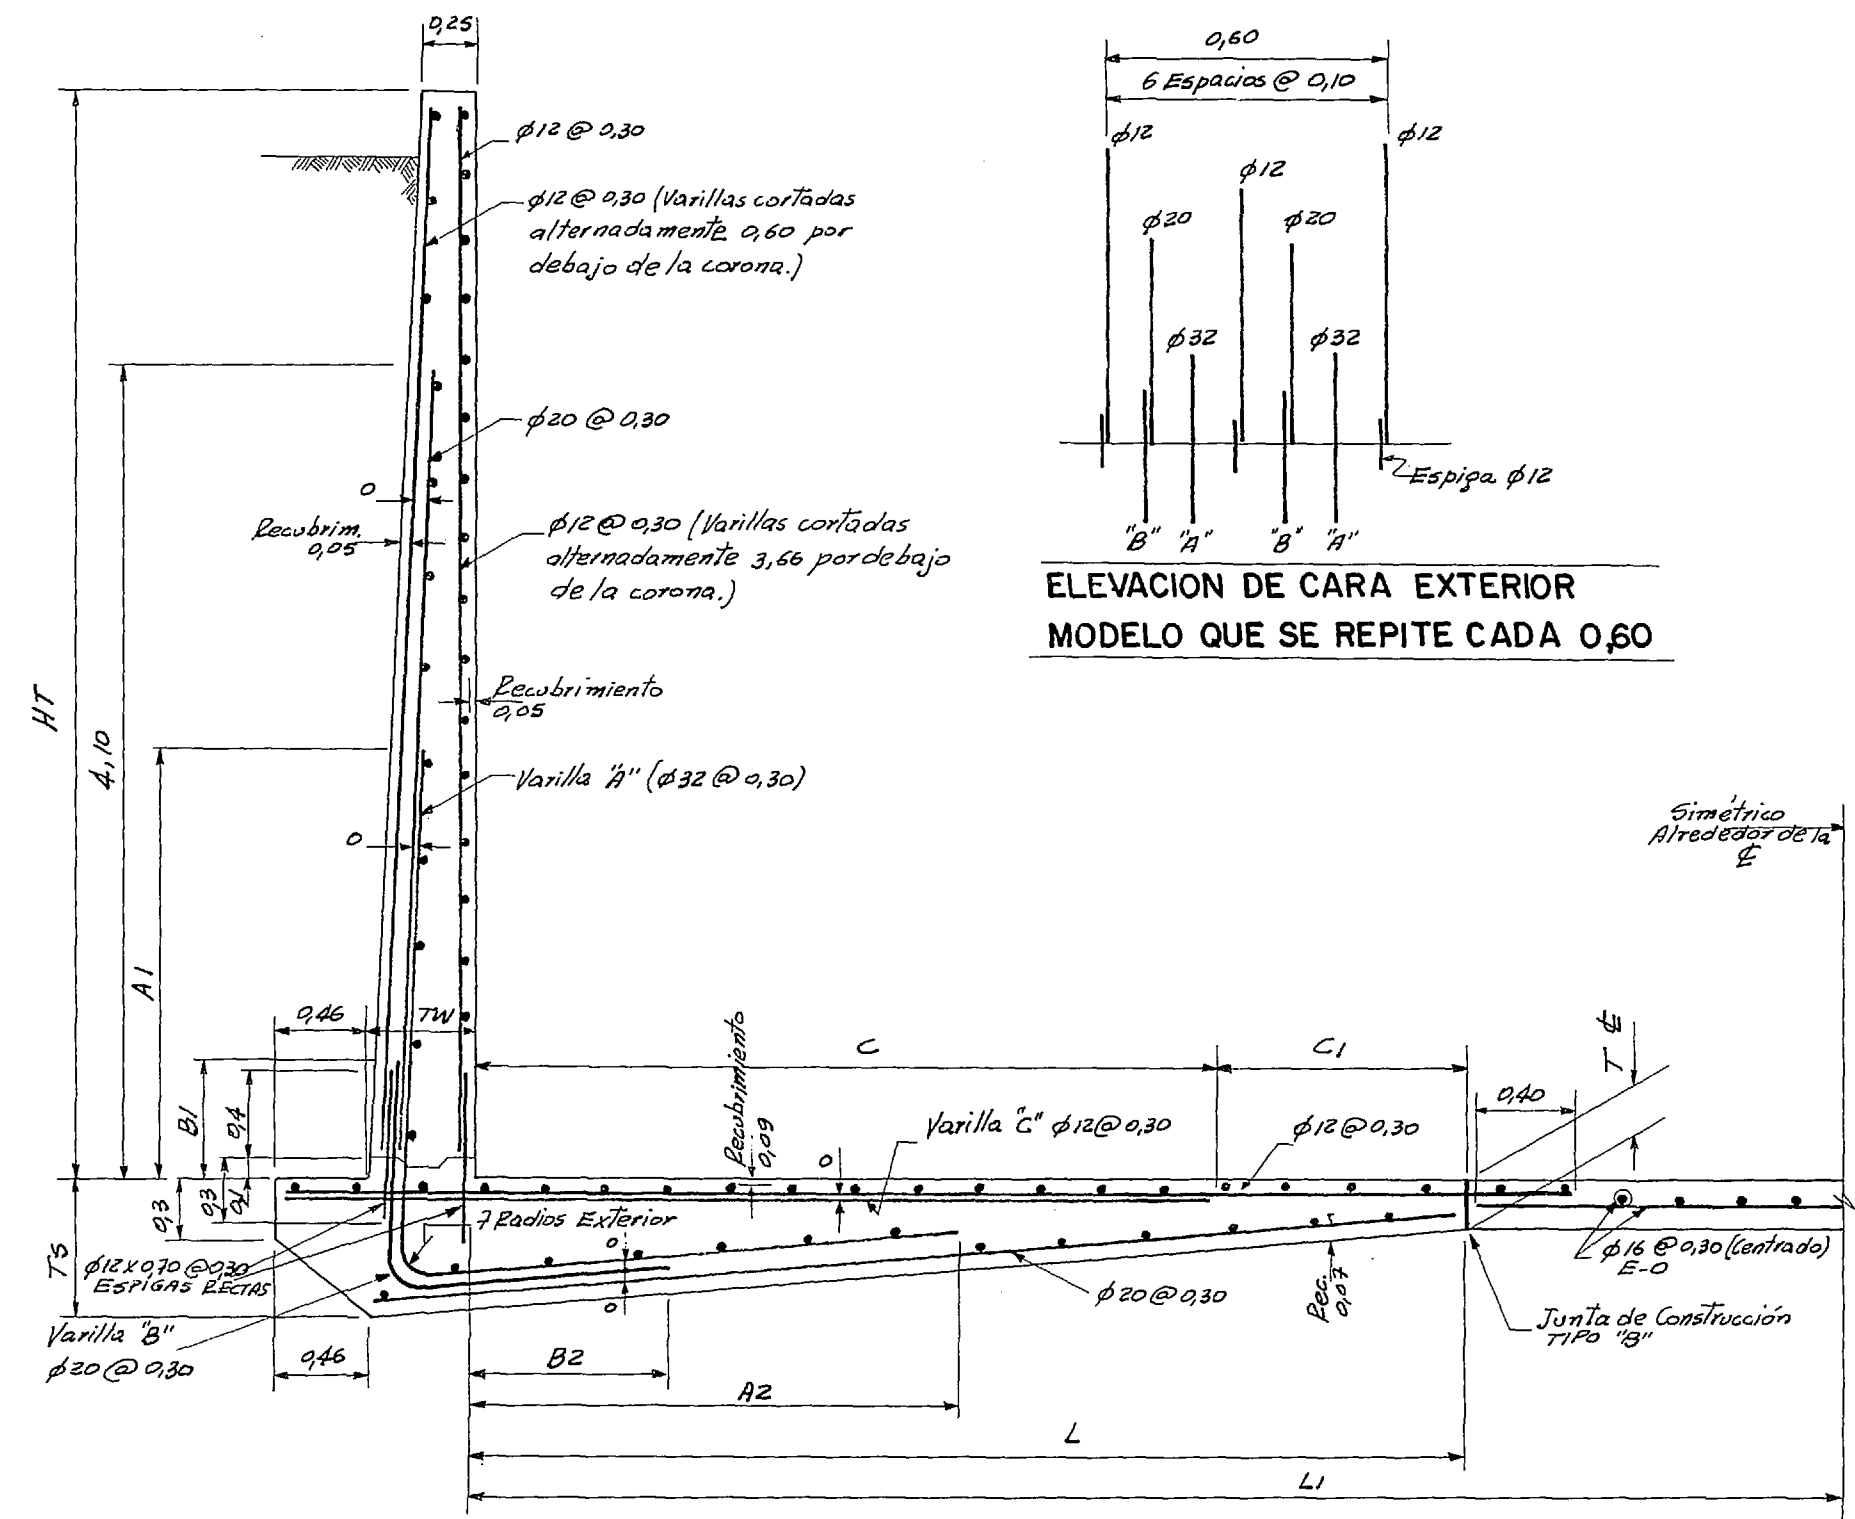 0,25
HT
4,10
A1
φ12 @ 0,30
φ12 @ 0,30 (Varillas cortadas
alternadamente 0,60 por
debajo de la corona.)
φ20 @ 0,30
0
Recubrim.
0,05
φ12 @ 0,30 (Varillas cortadas
alternadamente 3,66 por debajo
de la corona.)
Recubrimiento
0,05
Varilla "A" (φ32 @ 0,30)
0
0,60
6 Espacios @ 0,10
φ12
φ12
φ12
φ20
φ20
φ32
φ32
Espiga φ12
"B" "A" "B" "A"
ELEVACION DE CARA EXTERIOR
MODELO QUE SE REPITE CADA 0,60
Simétrico
Alrededor de la
℄
0,46
TW
B1
0,4
0,3
0,1
0,3
TS
C
C1
T ℄
0,40
Recubrimiento
0,09
0
Varilla "C" φ12 @ 0,30
φ12 @ 0,30
7 Radios Exterior
0
0
φ12 x 0,70 @ 0,30
ESPIGAS RECTAS
Varilla "B"
φ20 @ 0,30
0,46
φ20 @ 0,30
Rec.
0,07
φ16 @ 0,30 (Centrado)
E-O
Junta de Construcción
TIPO "B"
B2
A2
L
L1